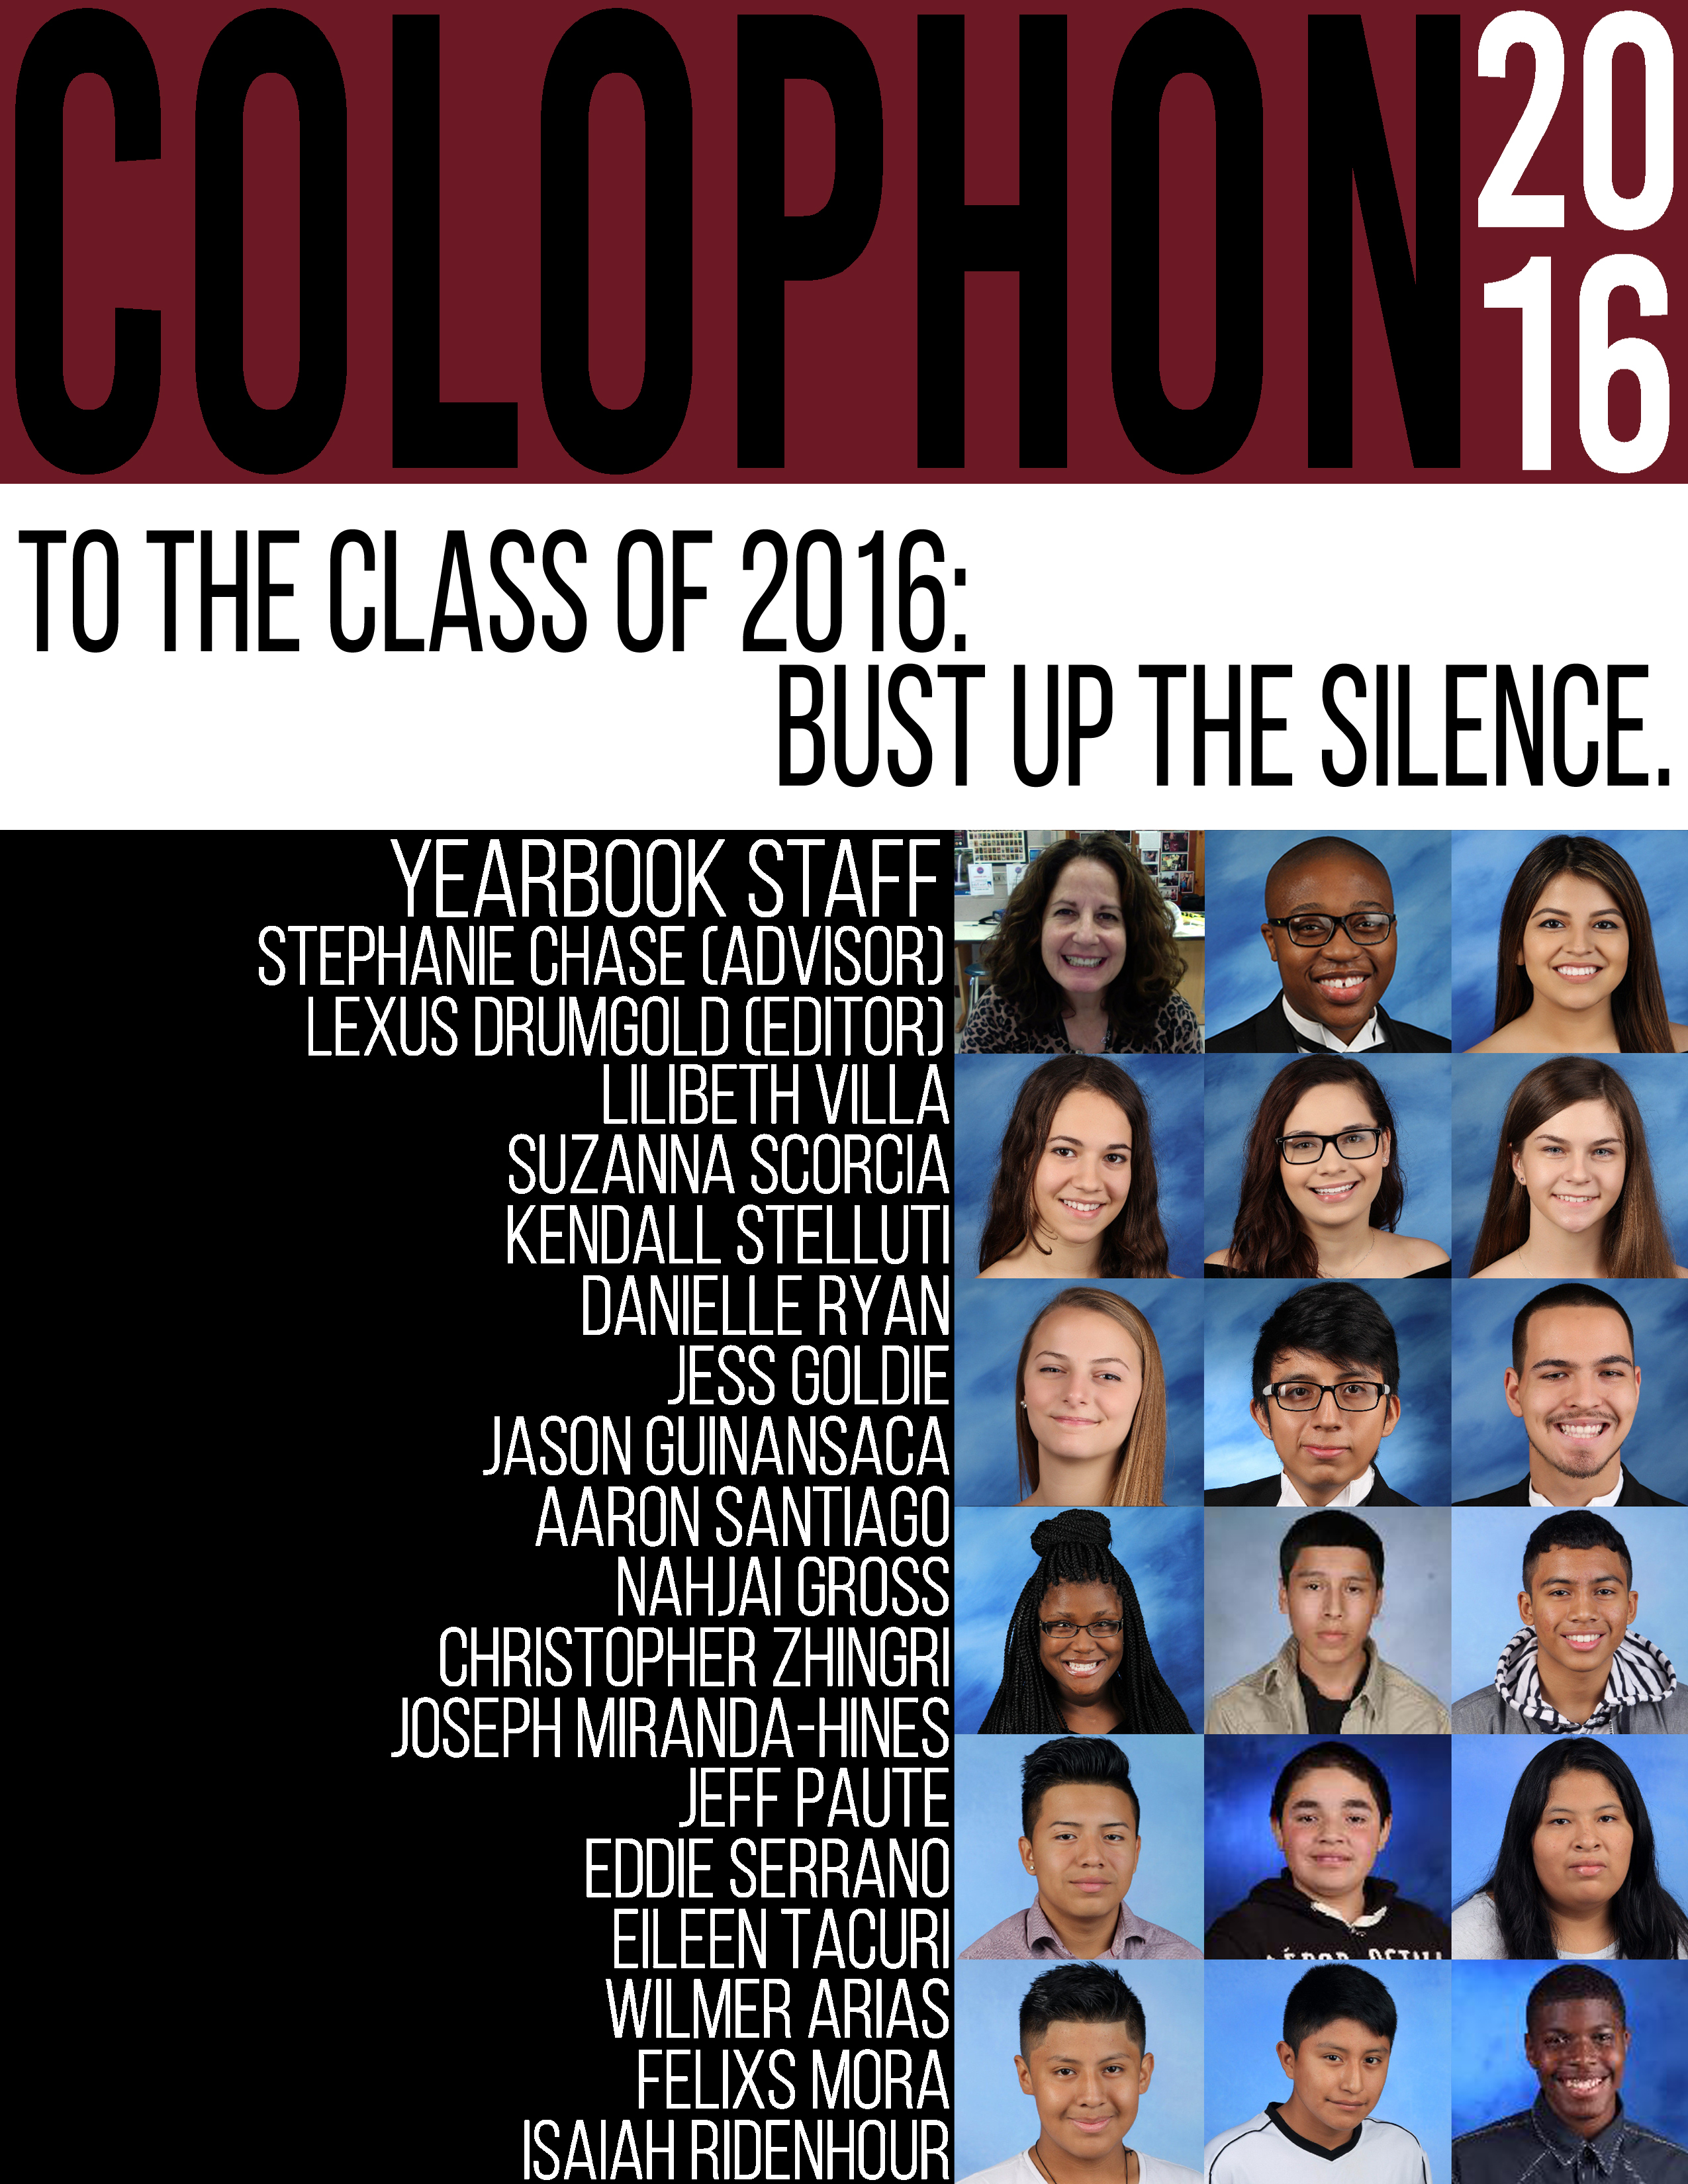 COLOPHON 20
16
TO THE CLASS OF 2016:
BUST UP THE SILENCE.
YEARBOOK STAFF
STEPHANIE CHASE (ADVISOR)
LEXUS DRUMGOLD (EDITOR)
LILIBETH VILLA
SUZANNA SCORCIA
KENDALL STELLUTI
DANIELLE RYAN
JESS GOLDIE
JASON GUINANSACA
AARON SANTIAGO
NAHJAI GROSS
CHRISTOPHER ZHINGRI
JOSEPH MIRANDA-HINES
JEFF PAUTE
EDDIE SERRANO
EILEEN TACURI
WILMER ARIAS
FELIXS MORA
ISAIAH RIDENHOUR